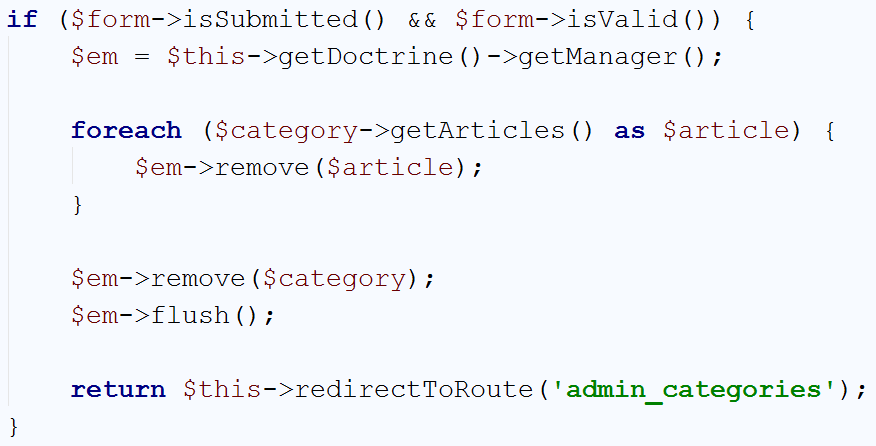 if ($form->isSubmitted() && $form->isValid()) {
    $em = $this->getDoctrine()->getManager();

    foreach ($category->getArticles() as $article) {
        $em->remove($article);
    }

    $em->remove($category);
    $em->flush();

    return $this->redirectToRoute('admin_categories');
}